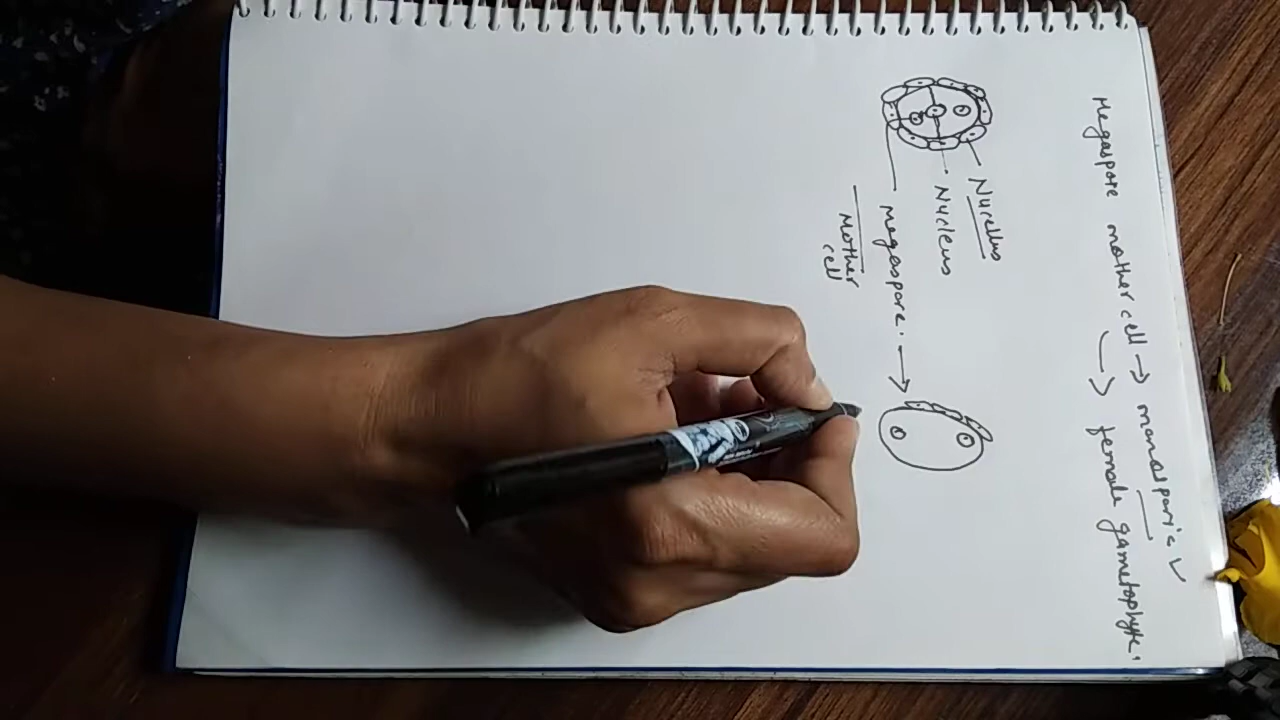 Megaspore mother cell → monosporic ✓
→ female gametophyte.
Nucellus
Nucleus
Megaspore. →
Mother
cell